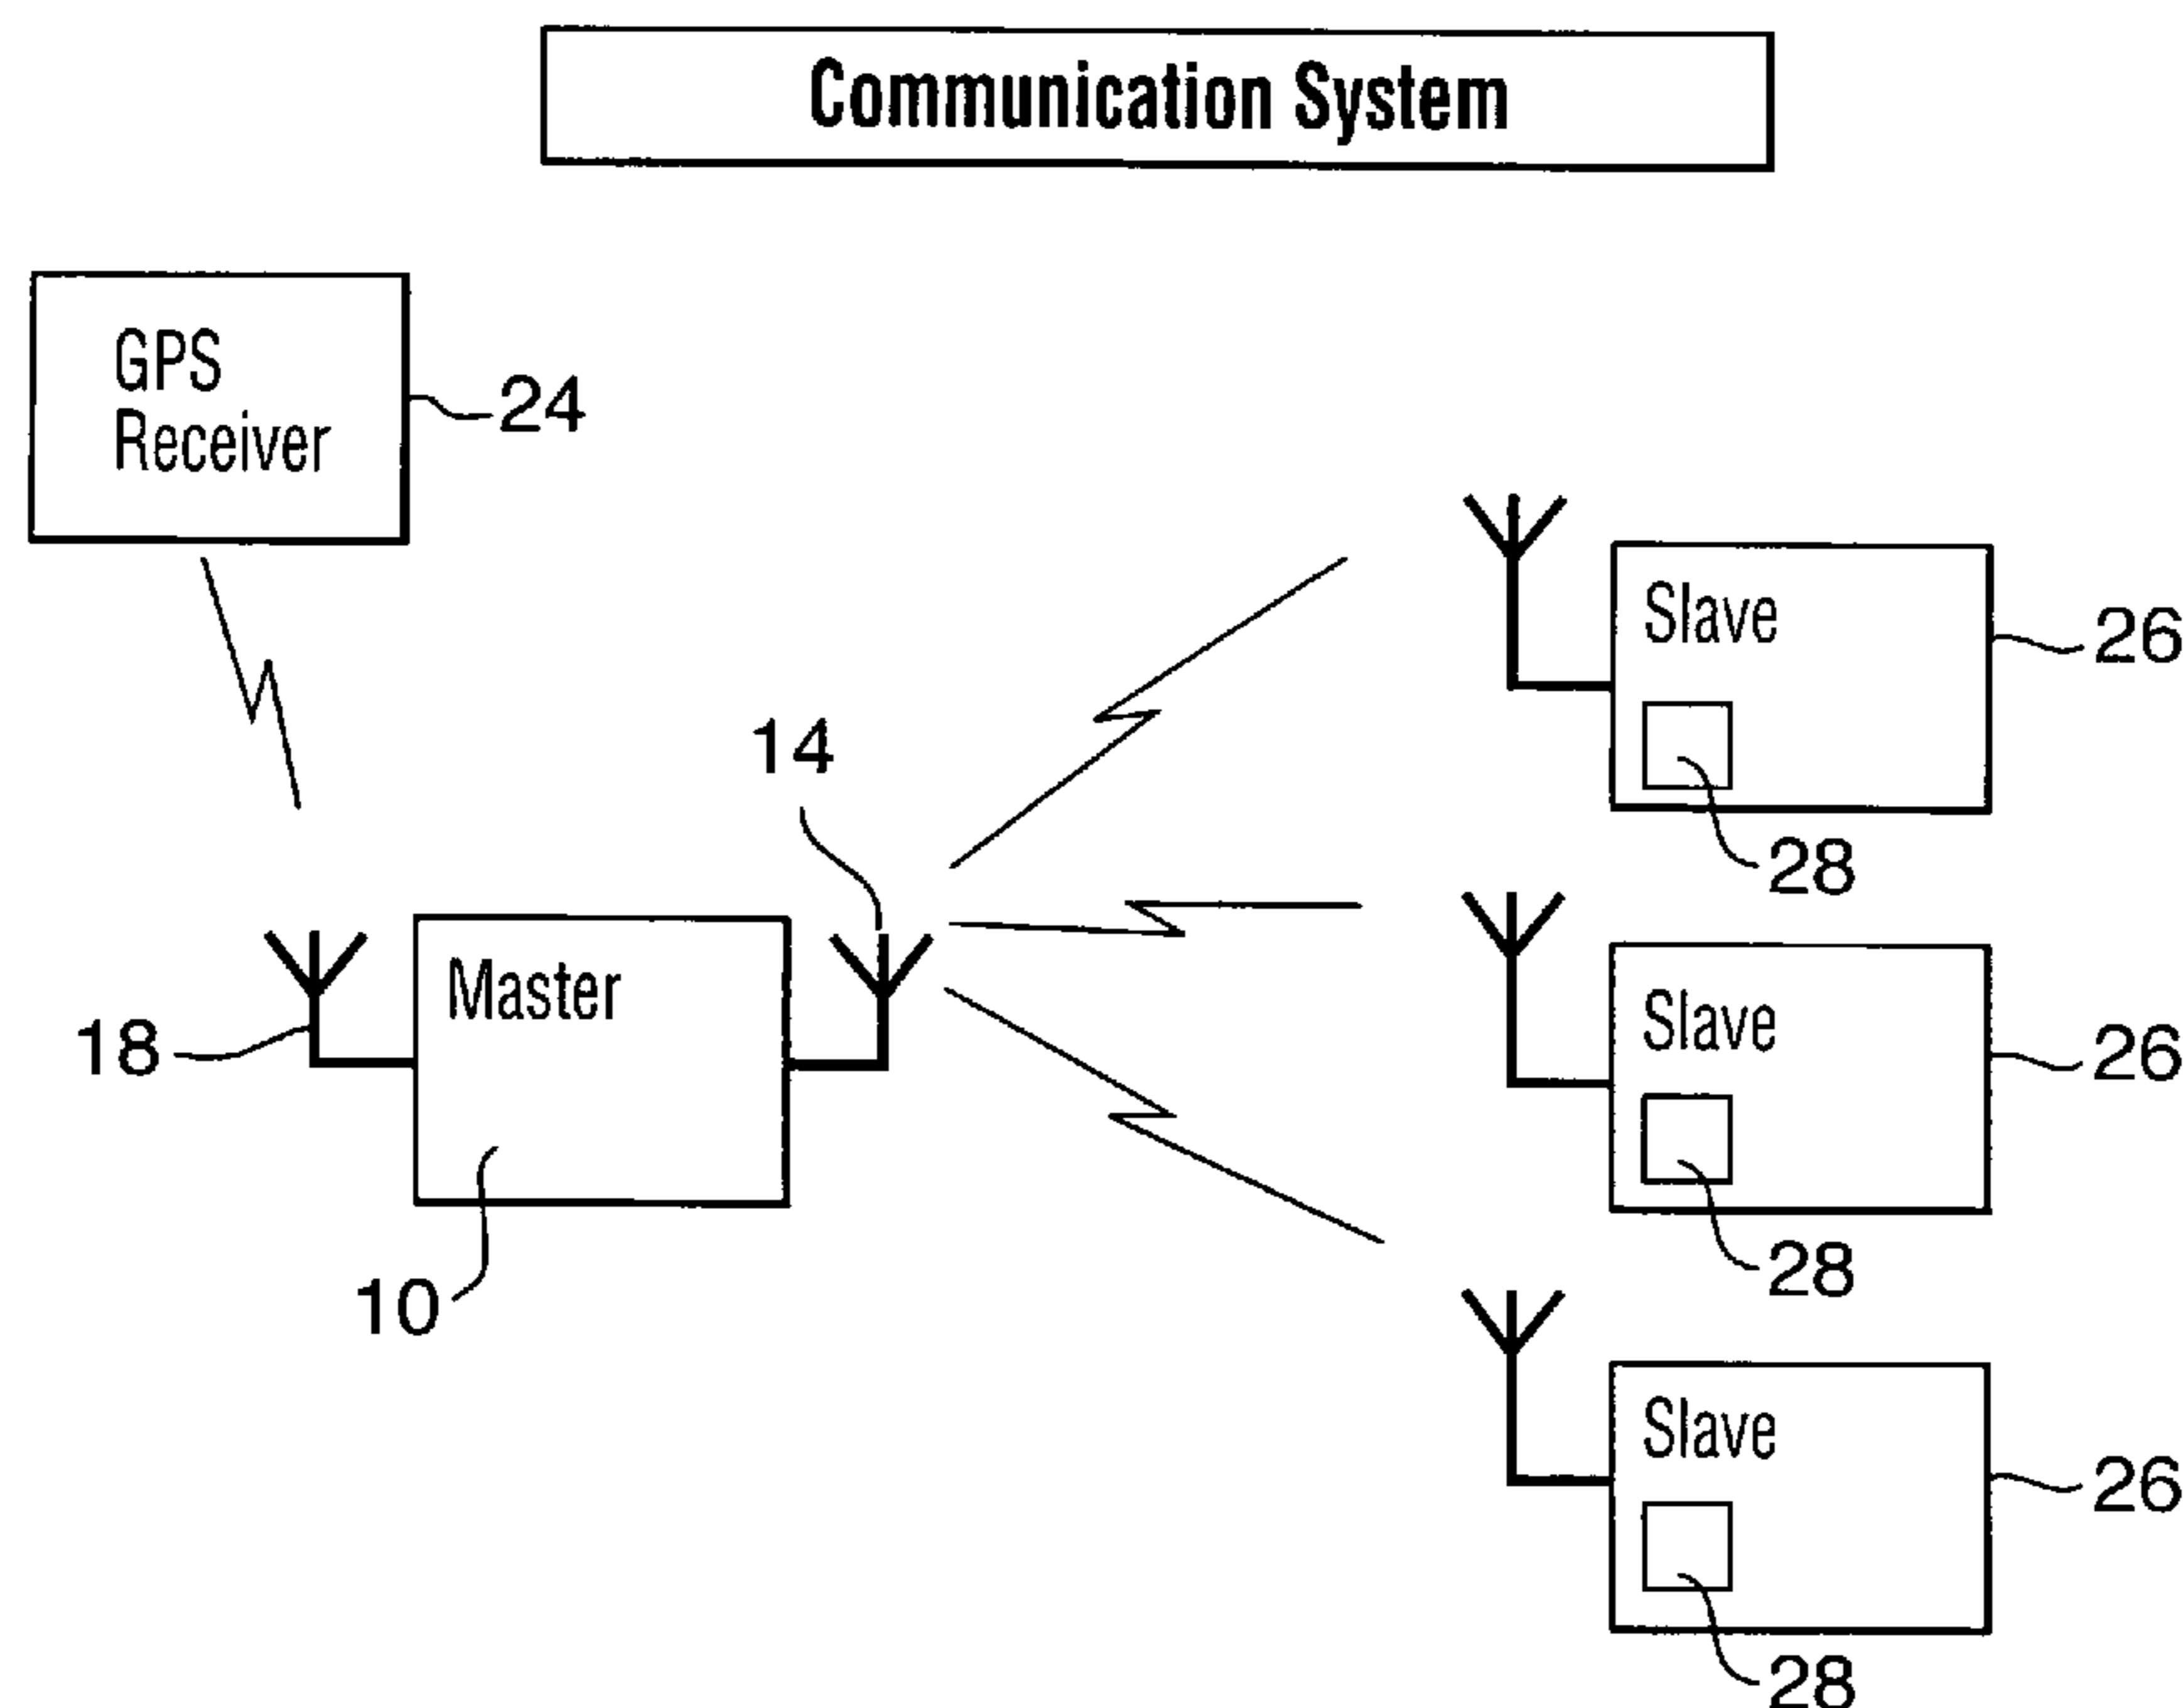 Communication System
GPS
Receiver
24
Slave
26
14
28
Master
18
Slave
26
10
28
Slave
26
28